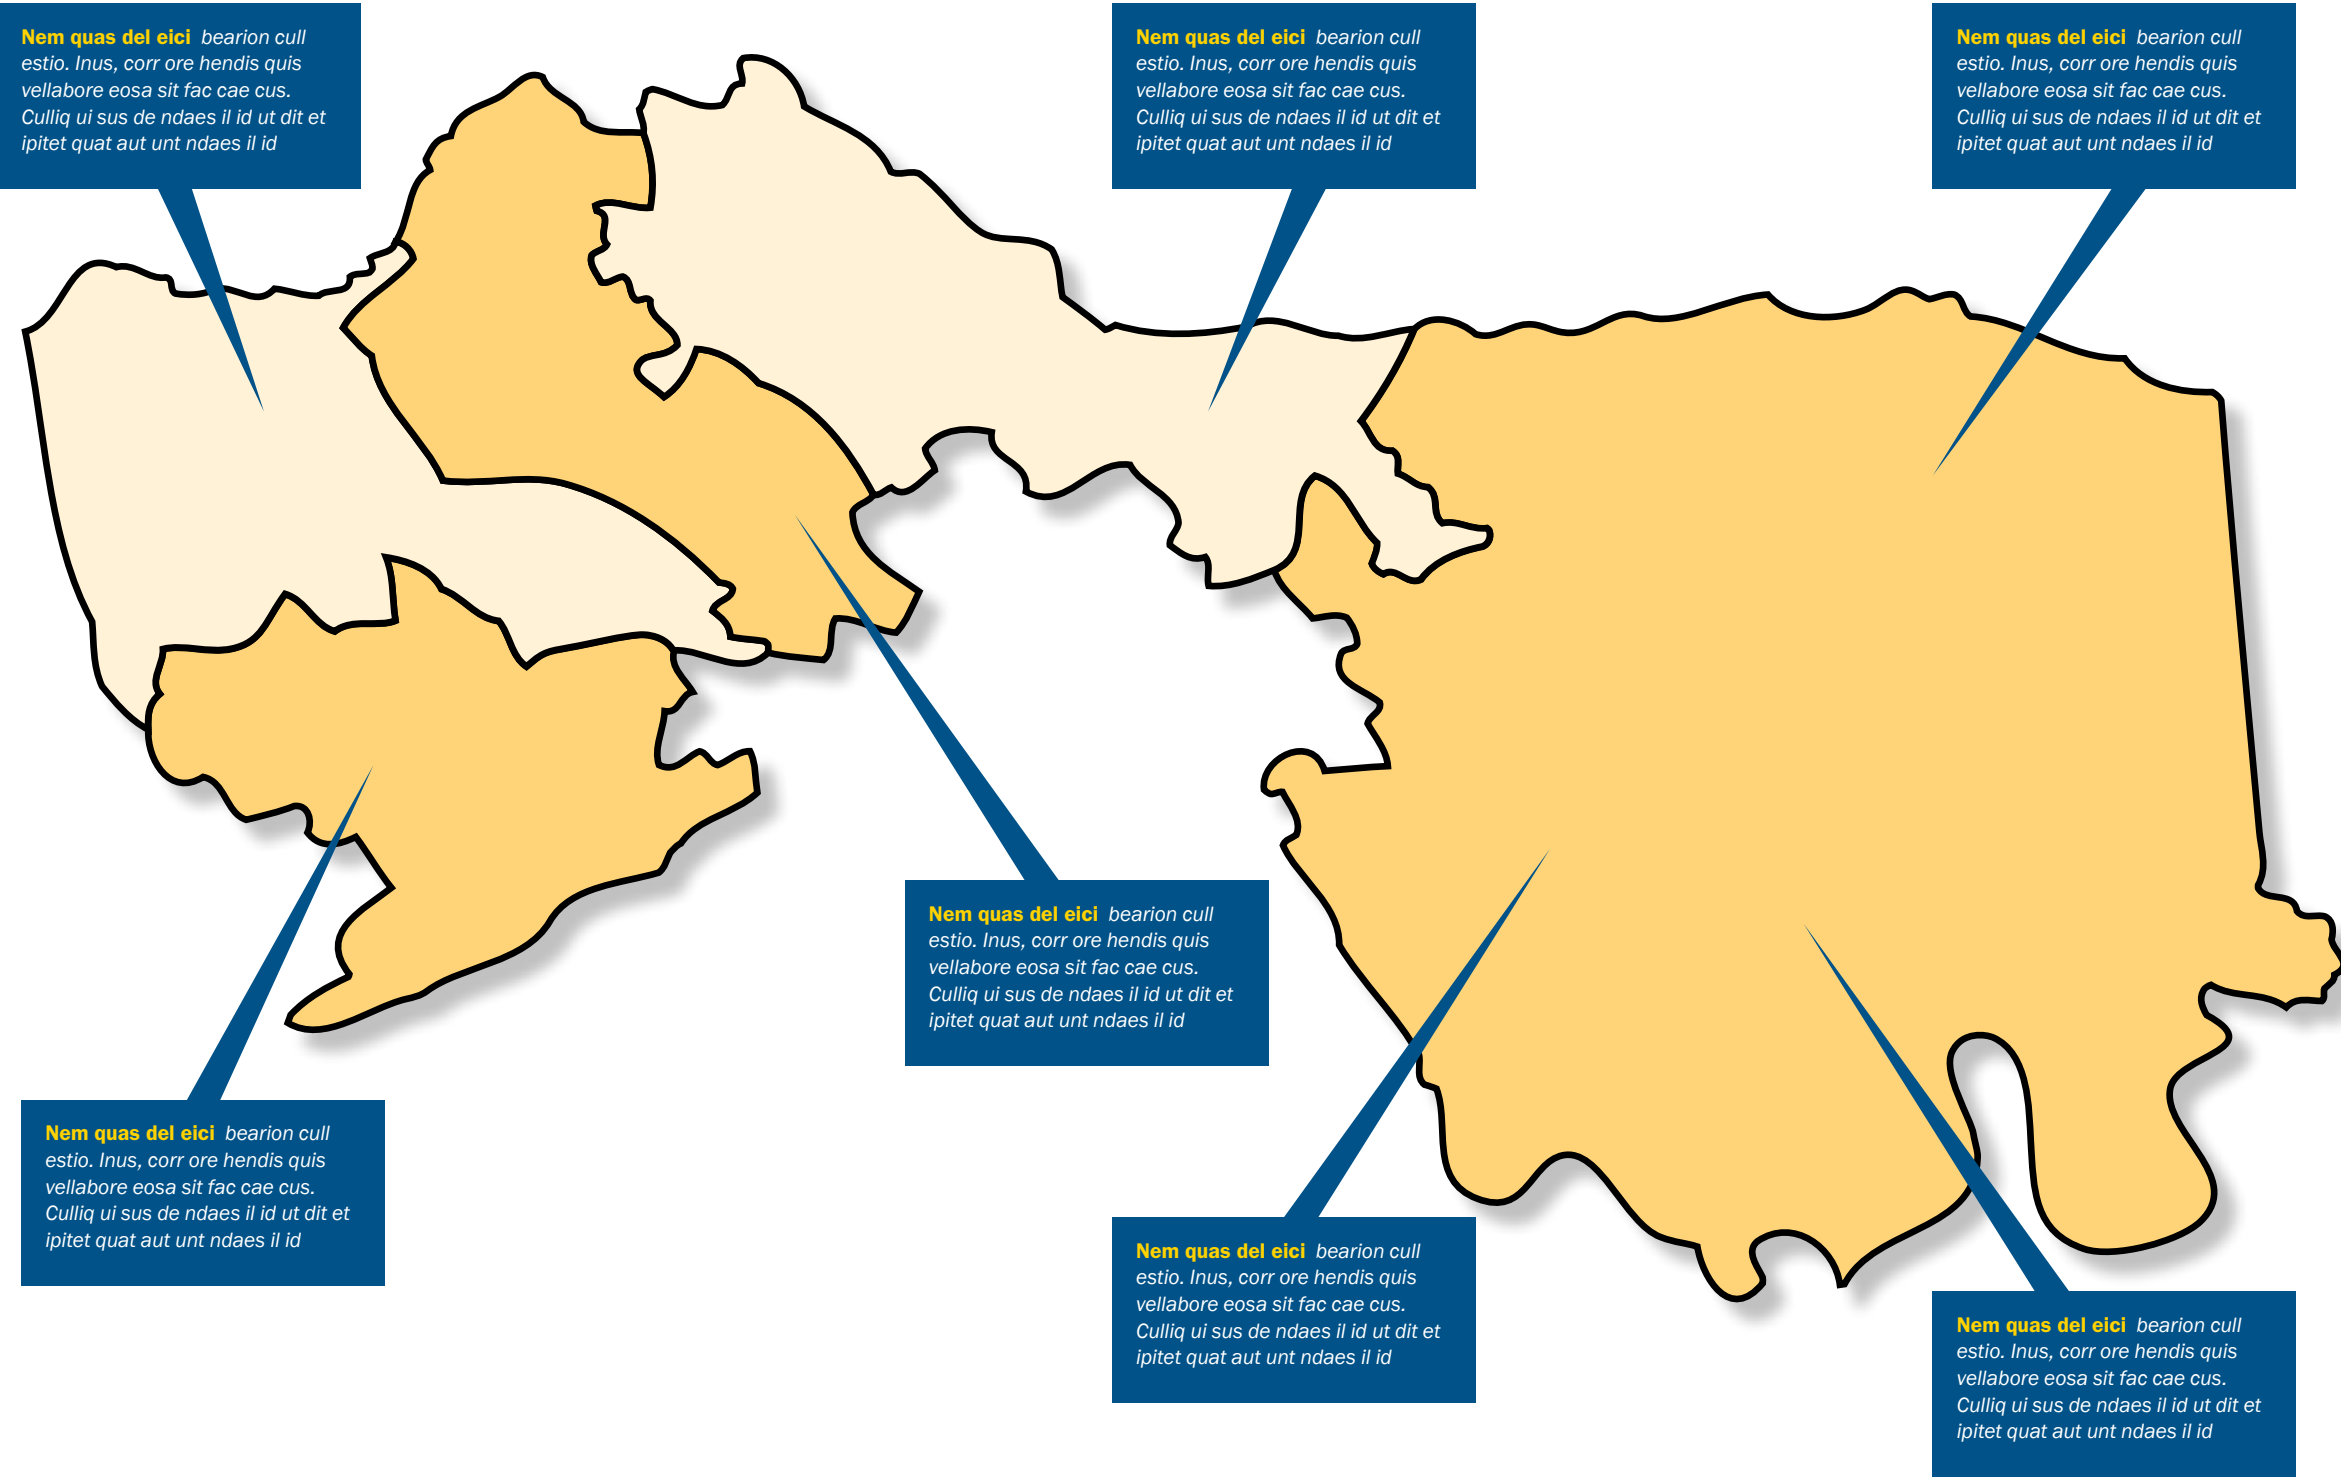 Nem quas del eici bearion cull
estio. Inus, corr ore hendis quis
vellabore eosa sit fac cae cus.
Culliq ui sus de ndaes il id ut dit et
ipitet quat aut unt ndaes il id
Nem quas del eici bearion cull
estio. Inus, corr ore hendis quis
vellabore eosa sit fac cae cus.
Culliq ui sus de ndaes il id ut dit et
ipitet quat aut unt ndaes il id
Nem quas del eici bearion cull
estio. Inus, corr ore hendis quis
vellabore eosa sit fac cae cus.
Culliq ui sus de ndaes il id ut dit et
ipitet quat aut unt ndaes il id
Nem quas del eici bearion cull
estio. Inus, corr ore hendis quis
vellabore eosa sit fac cae cus.
Culliq ui sus de ndaes il id ut dit et
ipitet quat aut unt ndaes il id
Nem quas del eici bearion cull
estio. Inus, corr ore hendis quis
vellabore eosa sit fac cae cus.
Culliq ui sus de ndaes il id ut dit et
ipitet quat aut unt ndaes il id
Nem quas del eici bearion cull
estio. Inus, corr ore hendis quis
vellabore eosa sit fac cae cus.
Culliq ui sus de ndaes il id ut dit et
ipitet quat aut unt ndaes il id
Nem quas del eici bearion cull
estio. Inus, corr ore hendis quis
vellabore eosa sit fac cae cus.
Culliq ui sus de ndaes il id ut dit et
ipitet quat aut unt ndaes il id